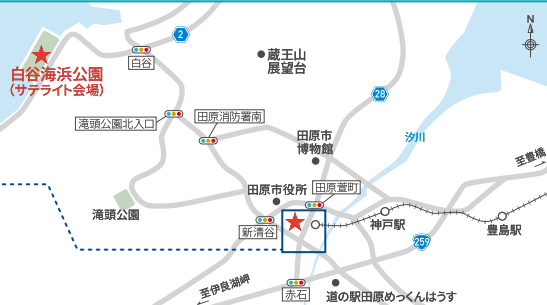 N
2
白谷
白谷海浜公園
(サテライト会場)
蔵王山
展望台
28
滝頭公園北入口
田原消防署南
田原市
博物館
汐川
至豊橋
田原市役所
田原萱町
滝頭公園
新清谷
神戸駅
豊島駅
259
至伊良湖岬
赤石
道の駅田原めっくんはうす